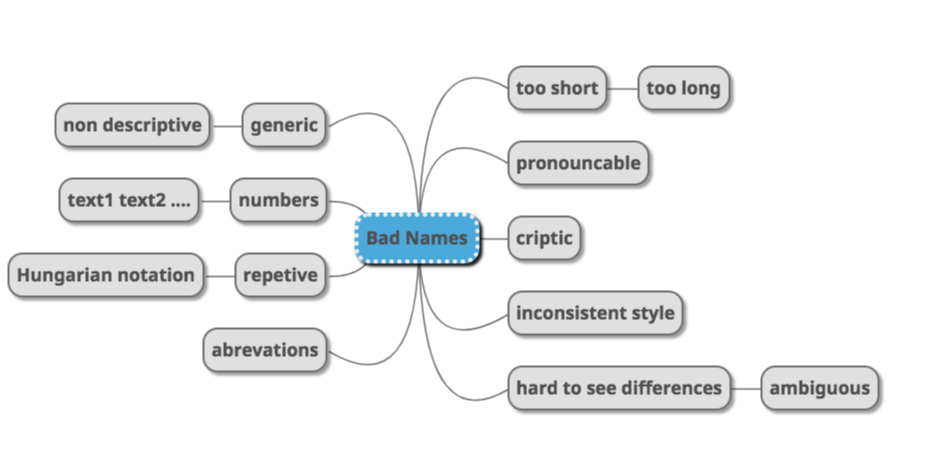 too short
too long
non descriptive
generic
pronouncable
text1 text2 ....
numbers
Bad Names
criptic
Hungarian notation
repetive
inconsistent style
abrevations
hard to see differences
ambiguous